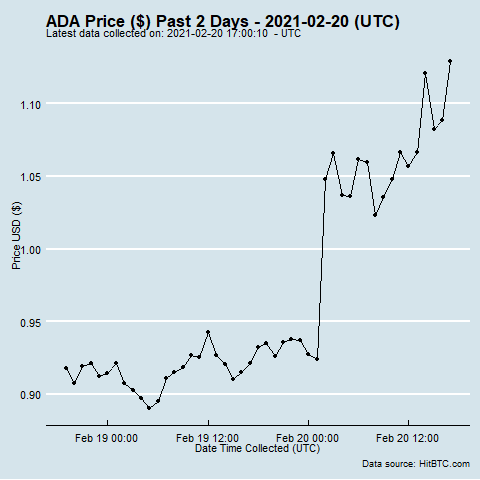 ADA Price ($) Past 2 Days - 2021-02-20 (UTC)
Latest data collected on: 2021-02-20 17:00:10 - UTC
1.10
1.05
1.00
0.95
0.90
Price USD ($)
Feb 19 00:00 Feb 19 12:00 Feb 20 00:00 Feb 20 12:00
Date Time Collected (UTC)
Data source: HitBTC.com